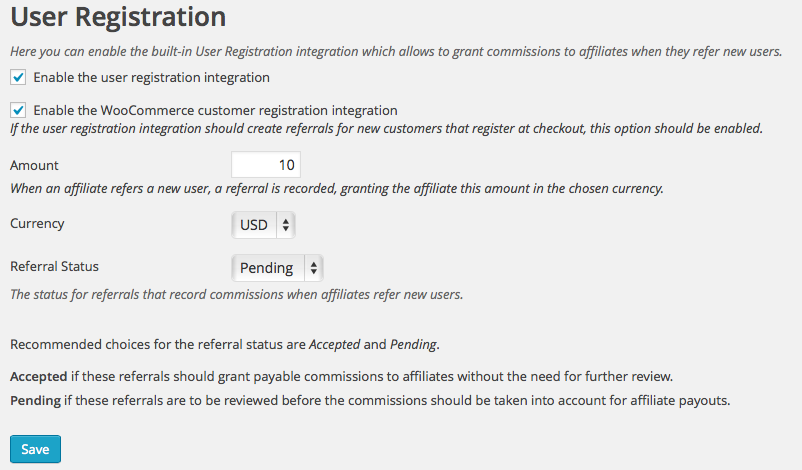 User Registration
Here you can enable the built-in User Registration integration which allows to grant commissions to affiliates when they refer new users.
Enable the user registration integration
Enable the WooCommerce customer registration integration
If the user registration integration should create referrals for new customers that register at checkout, this option should be enabled.
Amount 10
When an affiliate refers a new user, a referral is recorded, granting the affiliate this amount in the chosen currency.
Currency USD
Referral Status Pending
The status for referrals that record commissions when affiliates refer new users.
Recommended choices for the referral status are Accepted and Pending.
Accepted if these referrals should grant payable commissions to affiliates without the need for further review.
Pending if these referrals are to be reviewed before the commissions should be taken into account for affiliate payouts.
Save